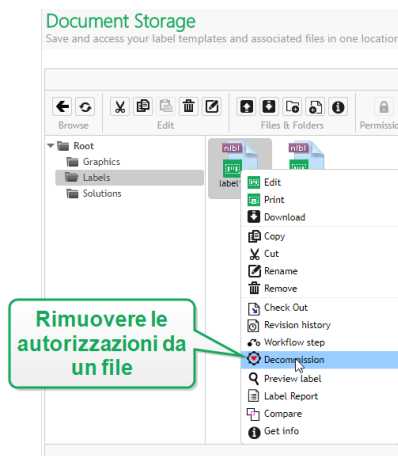 Document Storage
Save and access your label templates and associated files in one location
Browse
Edit
Files & Folders
Permissio
Root
Graphics
Labels
Solutions
nlbl
nlbl
label
Edit
Print
Download
Copy
Cut
Rename
Remove
Check Out
Revision history
Workflow step
Decommission
Preview label
Label Report
Compare
Get info
Rimuovere le
autorizzazioni da
un file